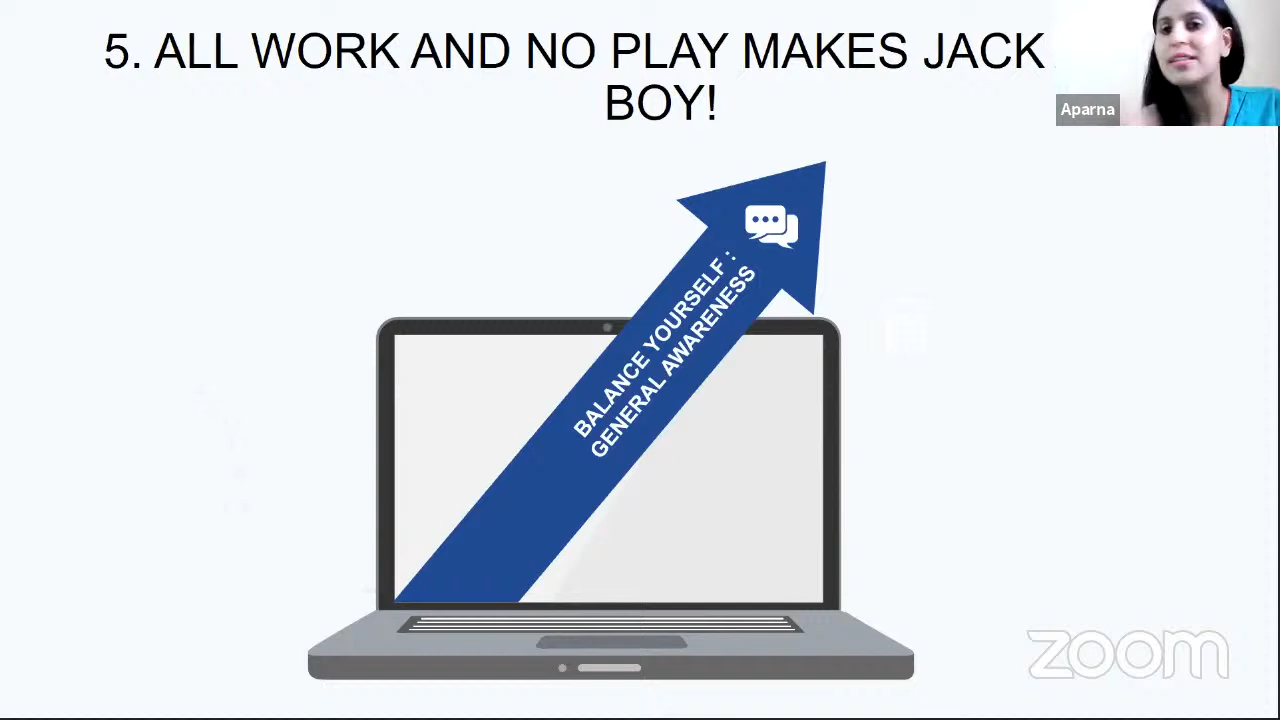 5. ALL WORK AND NO PLAY MAKES JACK
BOY!
Aparna
BALANCE YOURSELF :
GENERAL AWARENESS
zoom